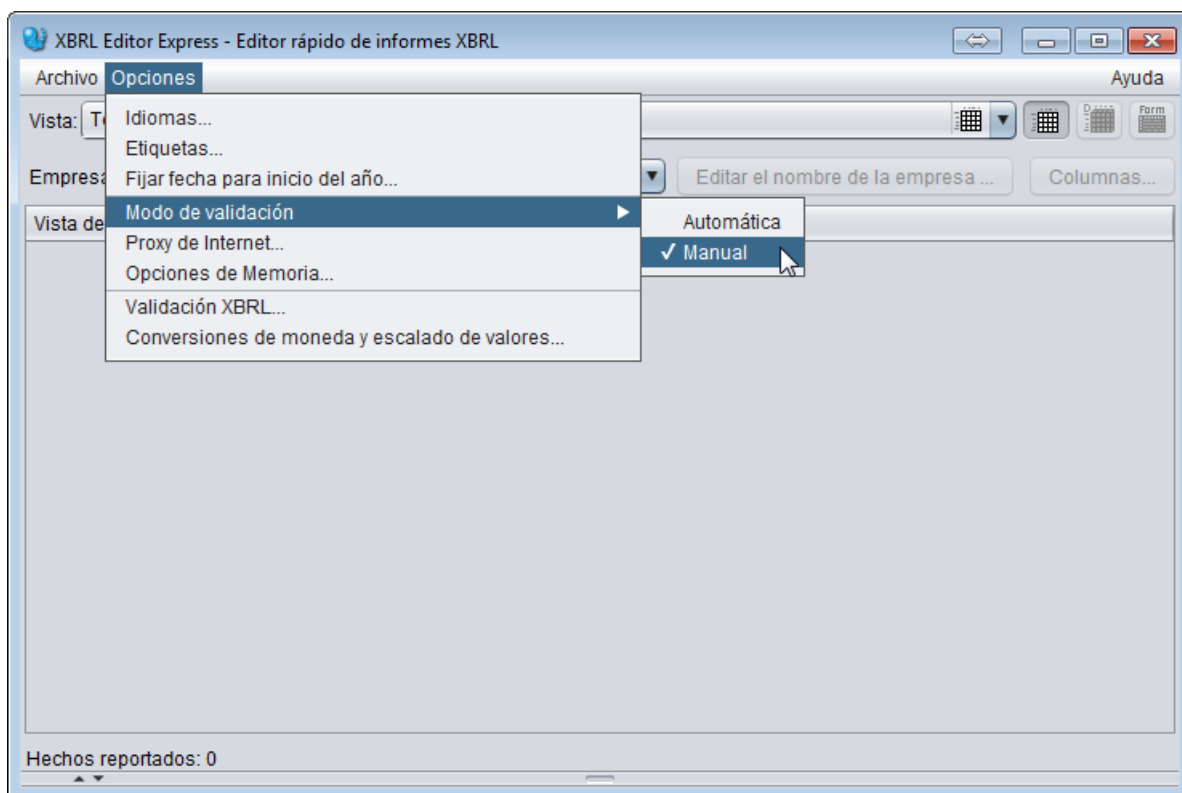 XBRL Editor Express - Editor rápido de informes XBRL
Archivo Opciones Ayuda
Vista:
Idiomas...
Etiquetas...
Empresa Fijar fecha para inicio del año... Editar el nombre de la empresa ... Columnas...
Vista de Modo de validación Automática
Proxy de Internet... ✓ Manual
Opciones de Memoria...
Validación XBRL...
Conversiones de moneda y escalado de valores...
Hechos reportados: 0